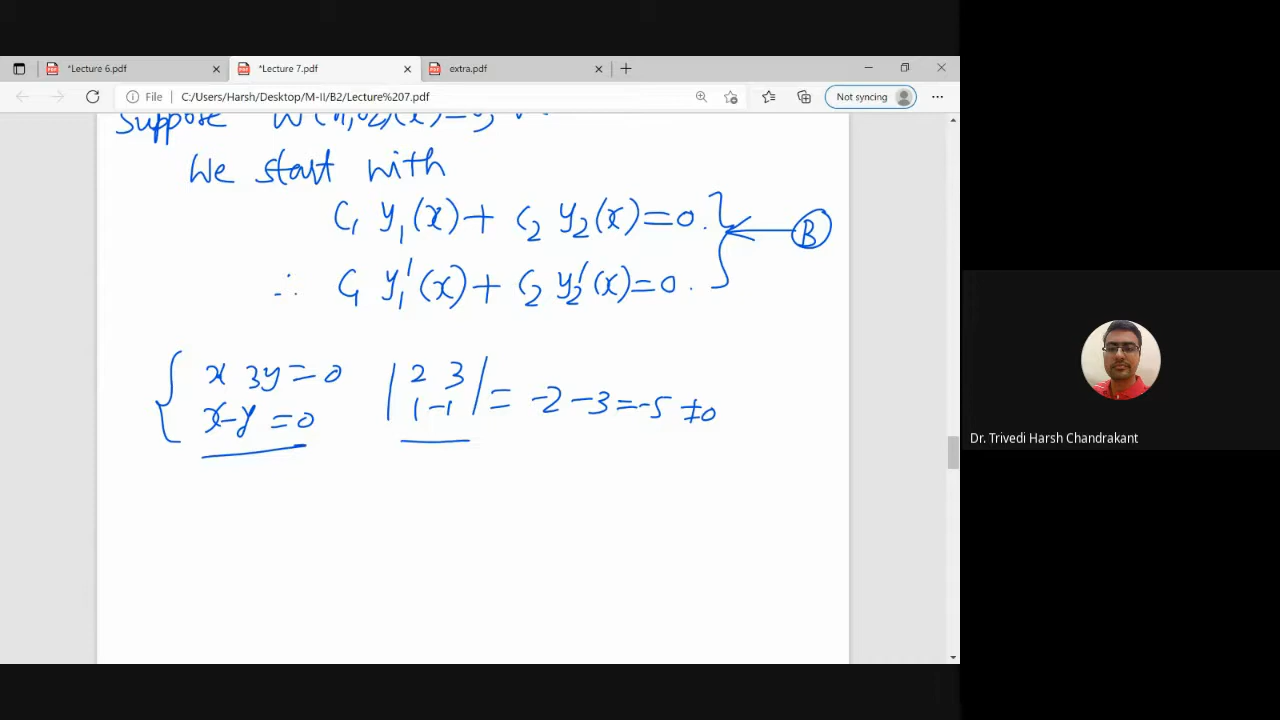 *Lecture 6.pdf
*Lecture 7.pdf
extra.pdf
File
C:/Users/Harsh/Desktop/M-II/B2/Lecture%207.pdf
Not syncing
Suppose
We start with
C₁ y₁(x) + C₂ y₂(x) = 0.
B
∴ C₁ y₁'(x) + C₂ y₂'(x) = 0.
x 3y = 0
x - y = 0
| 2 3 |
| 1 -1 | = -2 - 3 = -5 ≠ 0
Dr. Trivedi Harsh Chandrakant